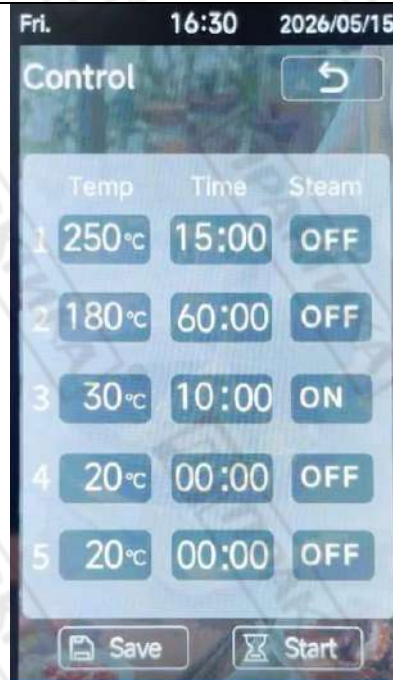 Fri. 16:30 2026/05/15
Control
Temp Time Steam
1 250°C 15:00 OFF
2 180°C 60:00 OFF
3 30°C 10:00 ON
4 20°C 00:00 OFF
5 20°C 00:00 OFF
Save Start